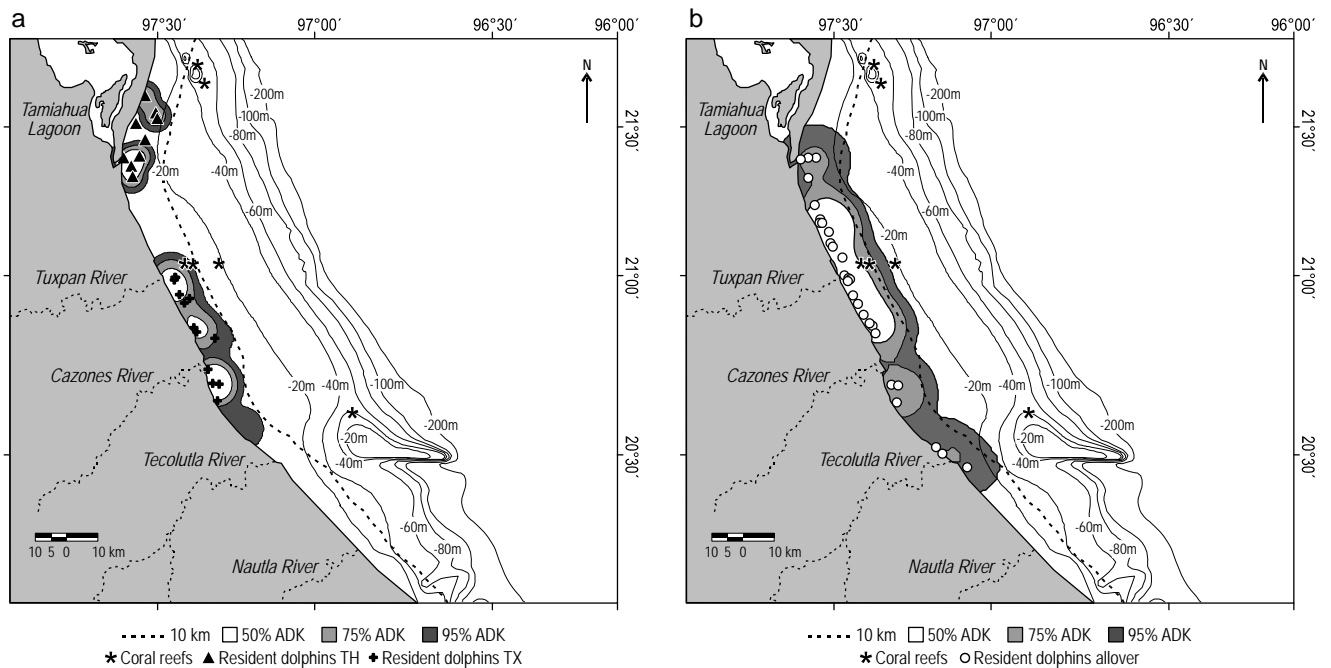 a
97°30´ 97°00´ 96°30´ 96°00´
N
Tamiahua
Lagoon
-200m
-100m
-80m
21°30´
-20m
-40m
-60m
Tuxpan River
21°00´
Cazones River
-20m
-40m
-100m
-200m
-20m
-40m
Tecolutla River
20°30´
-60m
-80m
10 5 0 10 km
Nautla River
10 km 50% ADK 75% ADK 95% ADK
Coral reefs Resident dolphins TH Resident dolphins TX
b
97°30´ 97°00´ 96°30´ 96°00´
N
Tamiahua
Lagoon
-200m
-100m
-80m
21°30´
-40m
-60m
-20m
Tuxpan River
21°00´
Cazones River
-20m
-40m
-100m
-200m
-20m
-40m
Tecolutla River
20°30´
-60m
-80m
10 5 0 10 km
Nautla River
10 km 50% ADK 75% ADK 95% ADK
Coral reefs Resident dolphins allover